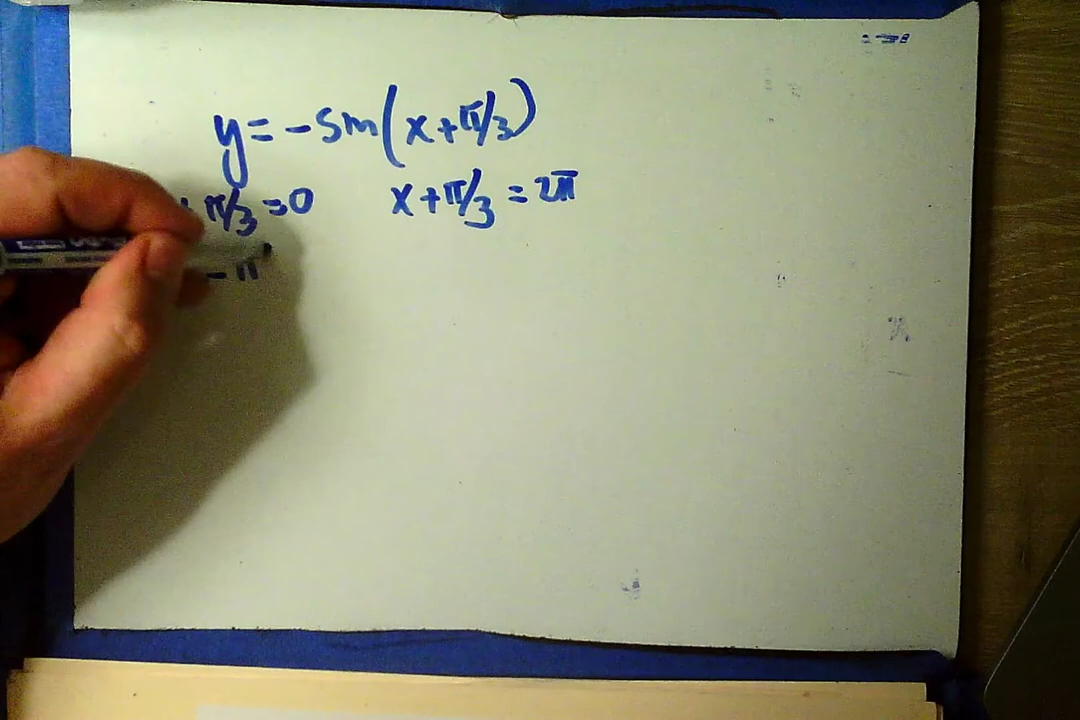 y = -sin(x+π/3)
+ π/3 = 0 x + π/3 = 2π
- π